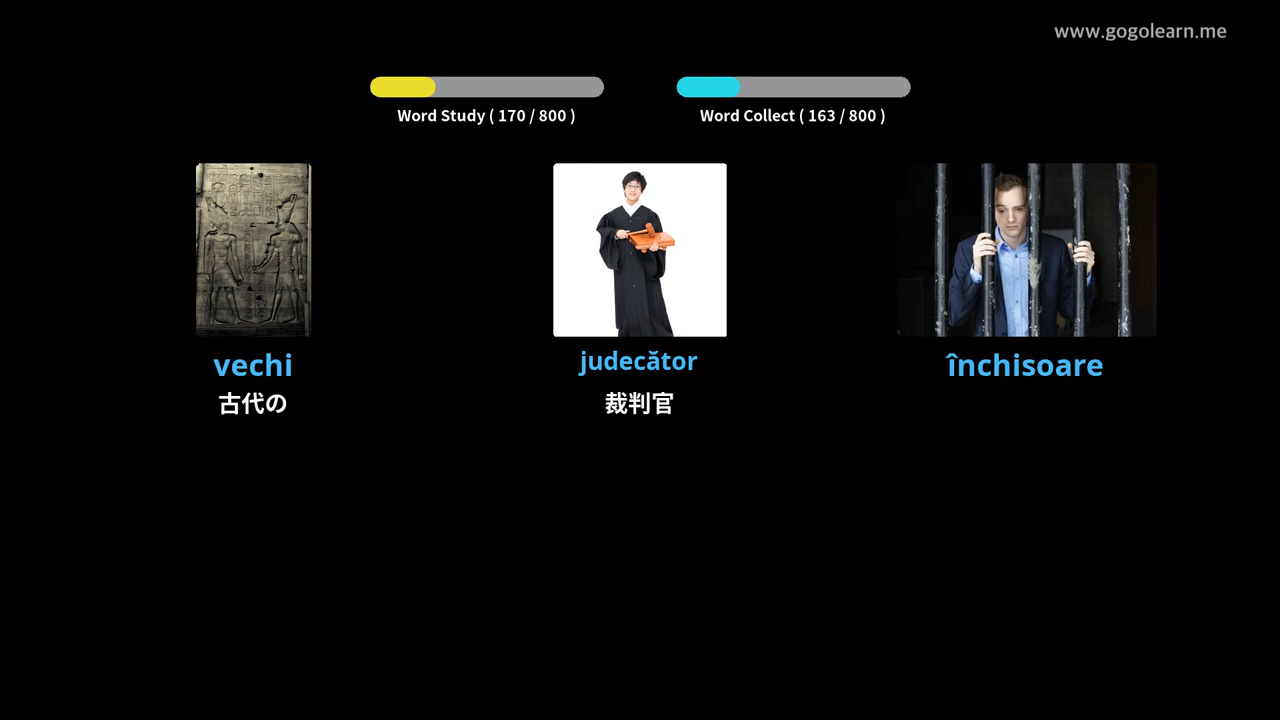 www.gogolearn.me
Word Study ( 170 / 800 )
Word Collect ( 163 / 800 )
vechi
古代の
judecător
裁判官
închisoare